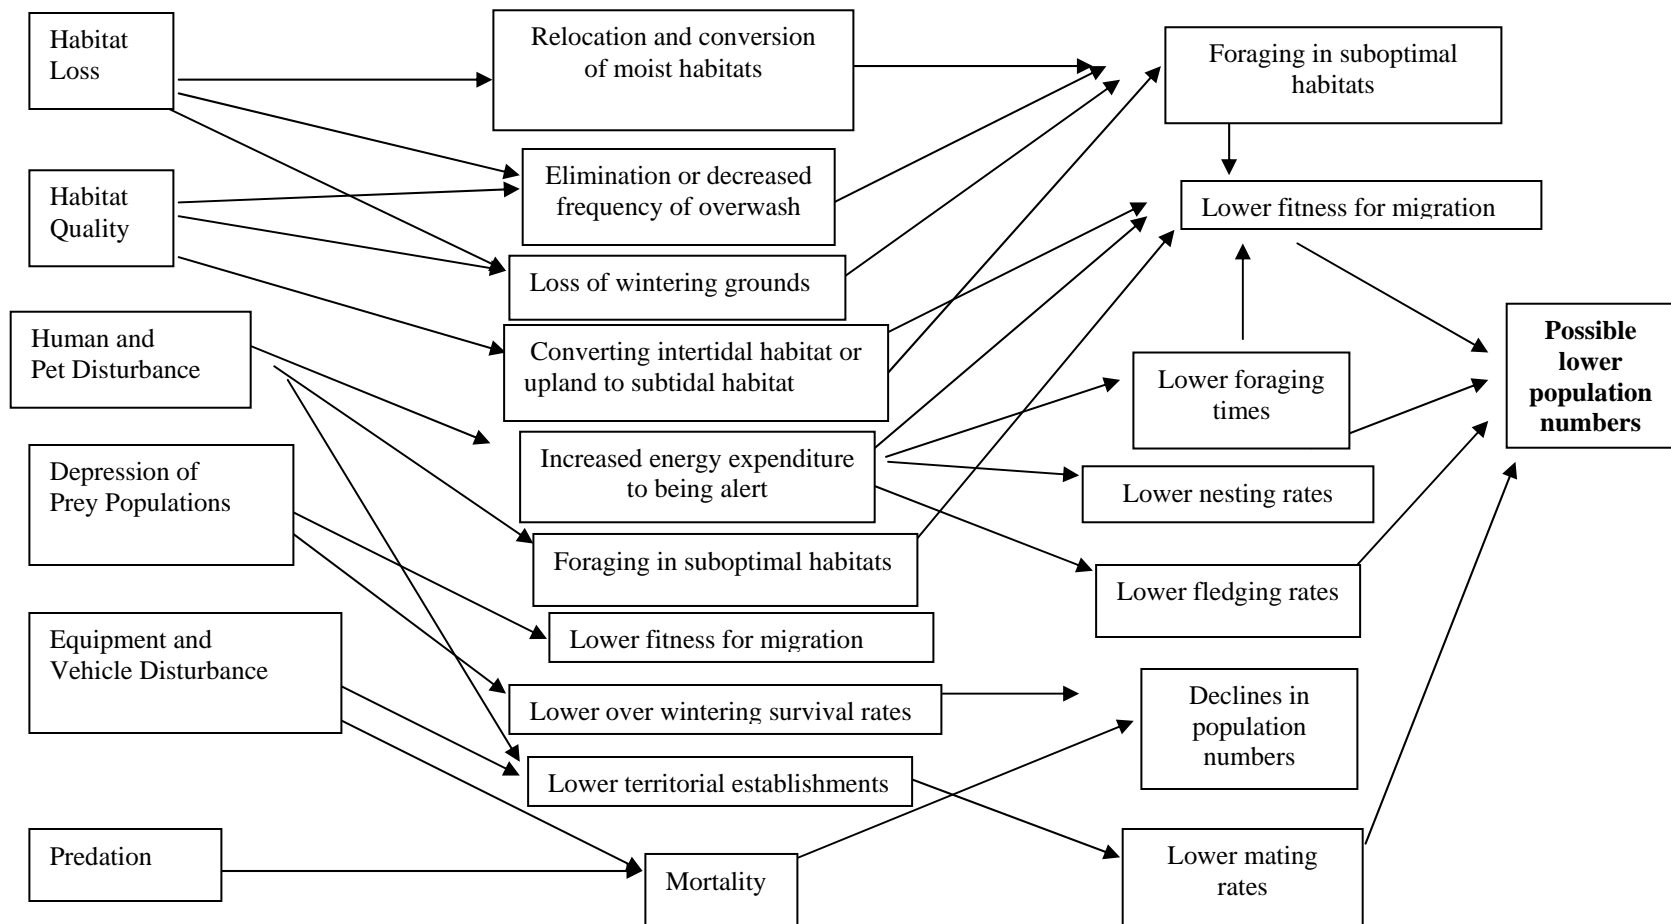 Habitat
Loss
Habitat
Quality
Human and
Pet Disturbance
Depression of
Prey Populations
Equipment and
Vehicle Disturbance
Predation
Relocation and conversion
of moist habitats
Elimination or decreased
frequency of overwash
Loss of wintering grounds
Converting intertidal habitat or
upland to subtidal habitat
Increased energy expenditure
to being alert
Foraging in suboptimal habitats
Lower fitness for migration
Lower over wintering survival rates
Lower territorial establishments
Mortality
Foraging in suboptimal
habitats
Lower fitness for migration
Lower foraging
times
Lower nesting rates
Lower fledging rates
Declines in
population
numbers
Lower mating
rates
Possible
lower
population
numbers